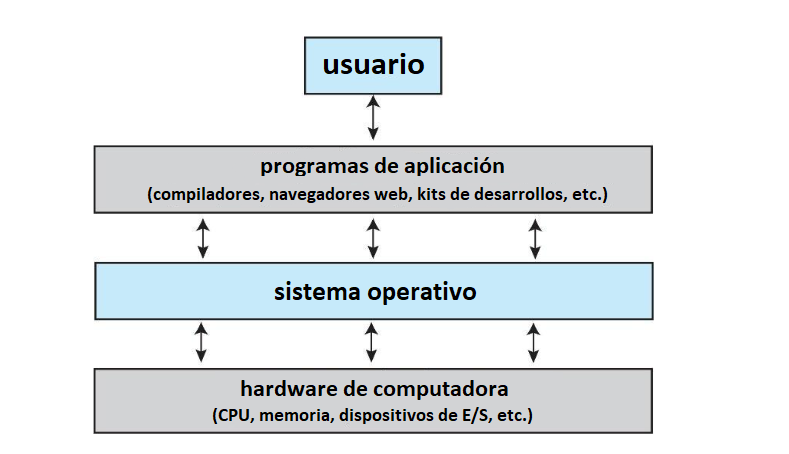 usuario
programas de aplicación
(compiladores, navegadores web, kits de desarrollos, etc.)
sistema operativo
hardware de computadora
(CPU, memoria, dispositivos de E/S, etc.)